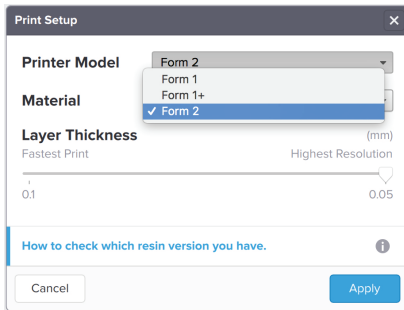 Print Setup
Printer Model
Form 2
Form 1
Form 1+
✓ Form 2
Material
Layer Thickness
(mm)
Fastest Print
Highest Resolution
0.1
0.05
How to check which resin version you have.
Cancel
Apply